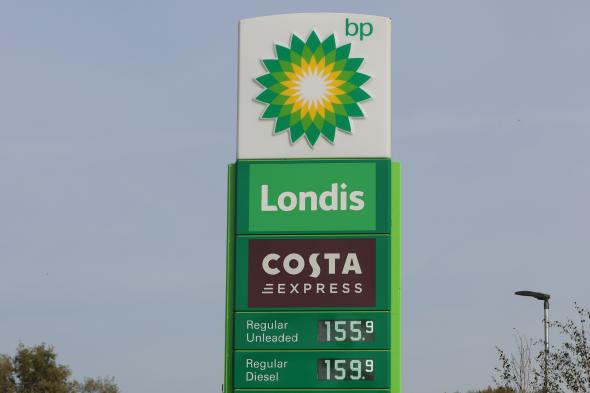 bp
Londis
COSTA
EXPRESS
Regular
Unleaded
155.9
Regular
Diesel
159.9